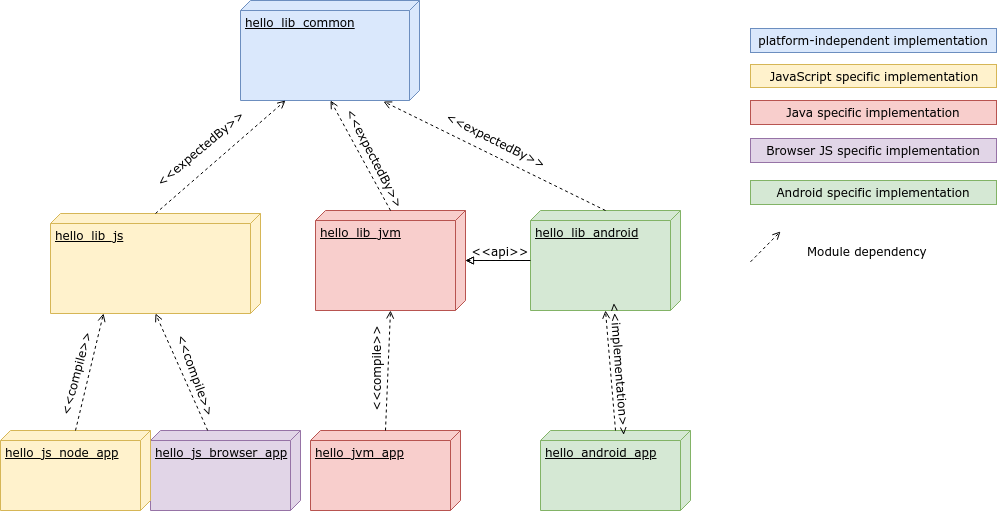 hello_lib_common
platform-independent implementation
JavaScript specific implementation
Java specific implementation
Browser JS specific implementation
Android specific implementation
Module dependency
<<expectedBy>>
<<expectedBy>>
<<expectedBy>>
hello_lib_js
hello_lib_jvm
hello_lib_android
<<api>>
<<compile>>
<<compile>>
<<compile>>
<<implementation>>
hello_js_node_app
hello_js_browser_app
hello_jvm_app
hello_android_app